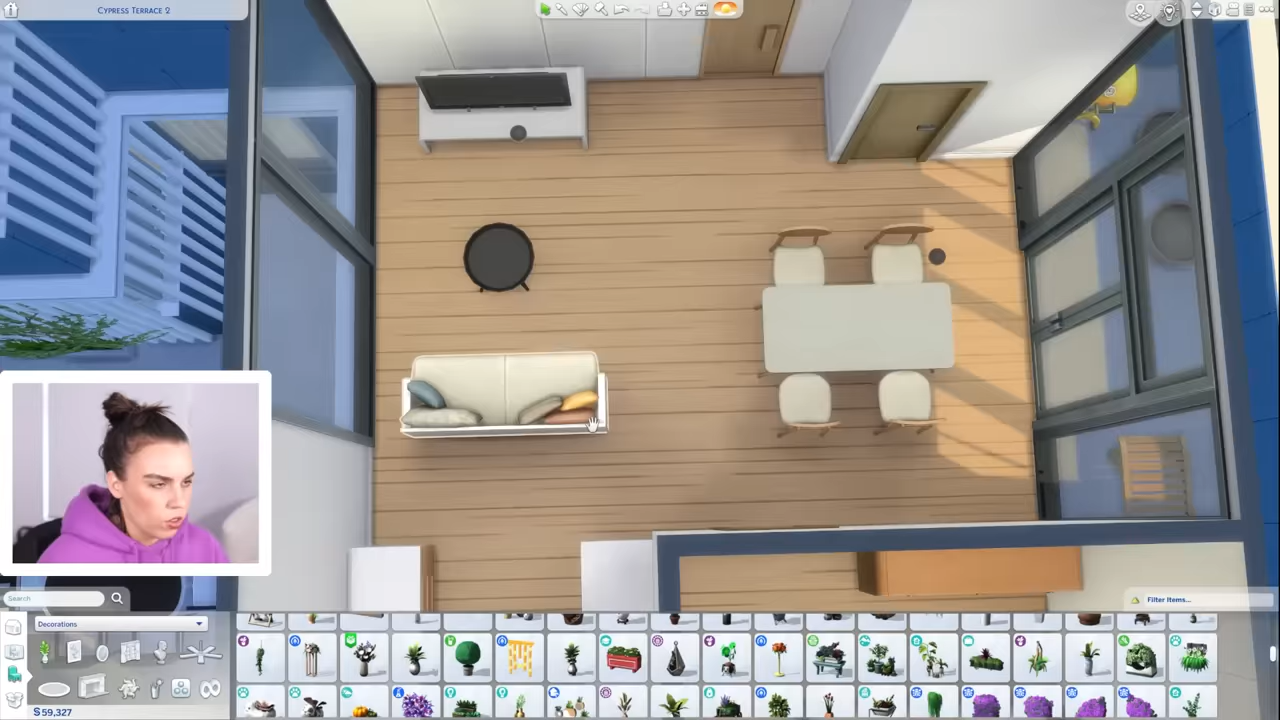 CYPRESS TERRACE 2
Search
Filter Items...
Decorations
§59,327